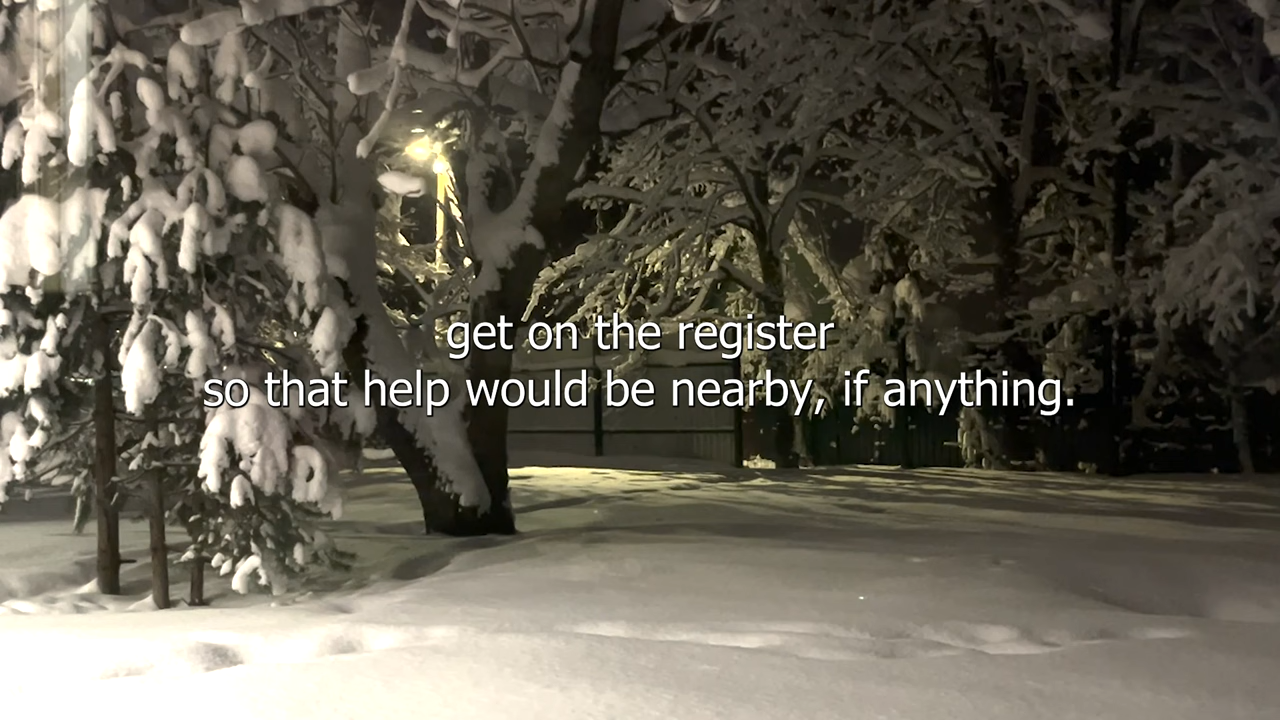 get on the register
so that help would be nearby, if anything.